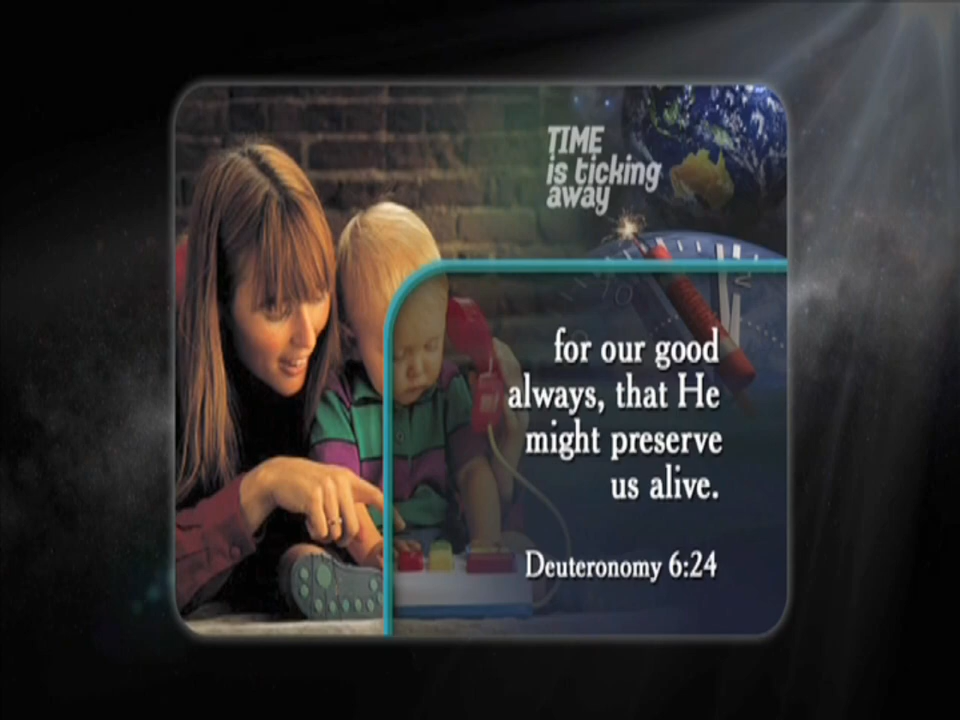 TIME
is ticking
away
for our good
always, that He
might preserve
us alive.
Deuteronomy 6:24